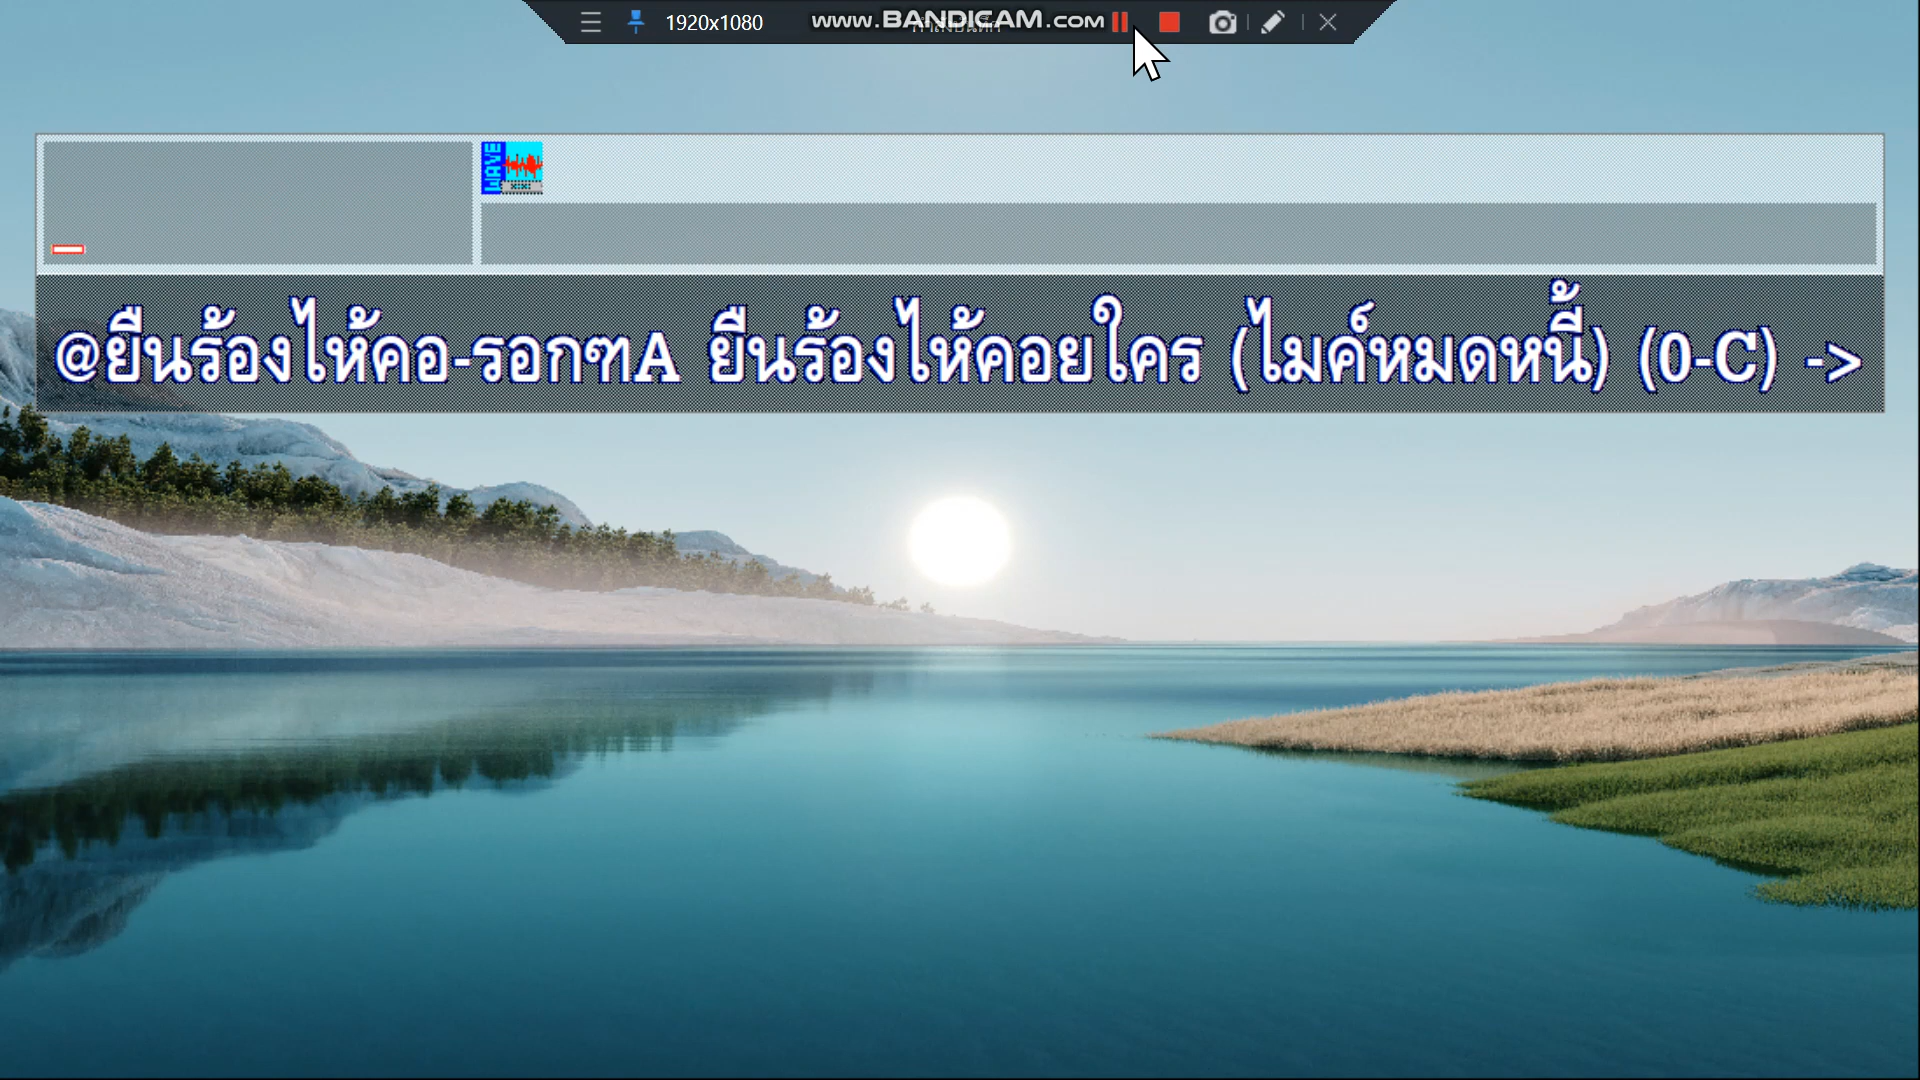 1920x1080
www.BANDICAM.com
WAVE
@ยืนร้องไห้คอ-รอกฑA ยืนร้องไห้คอยใคร (ไมค์หมดหนี้) (0-C) ->